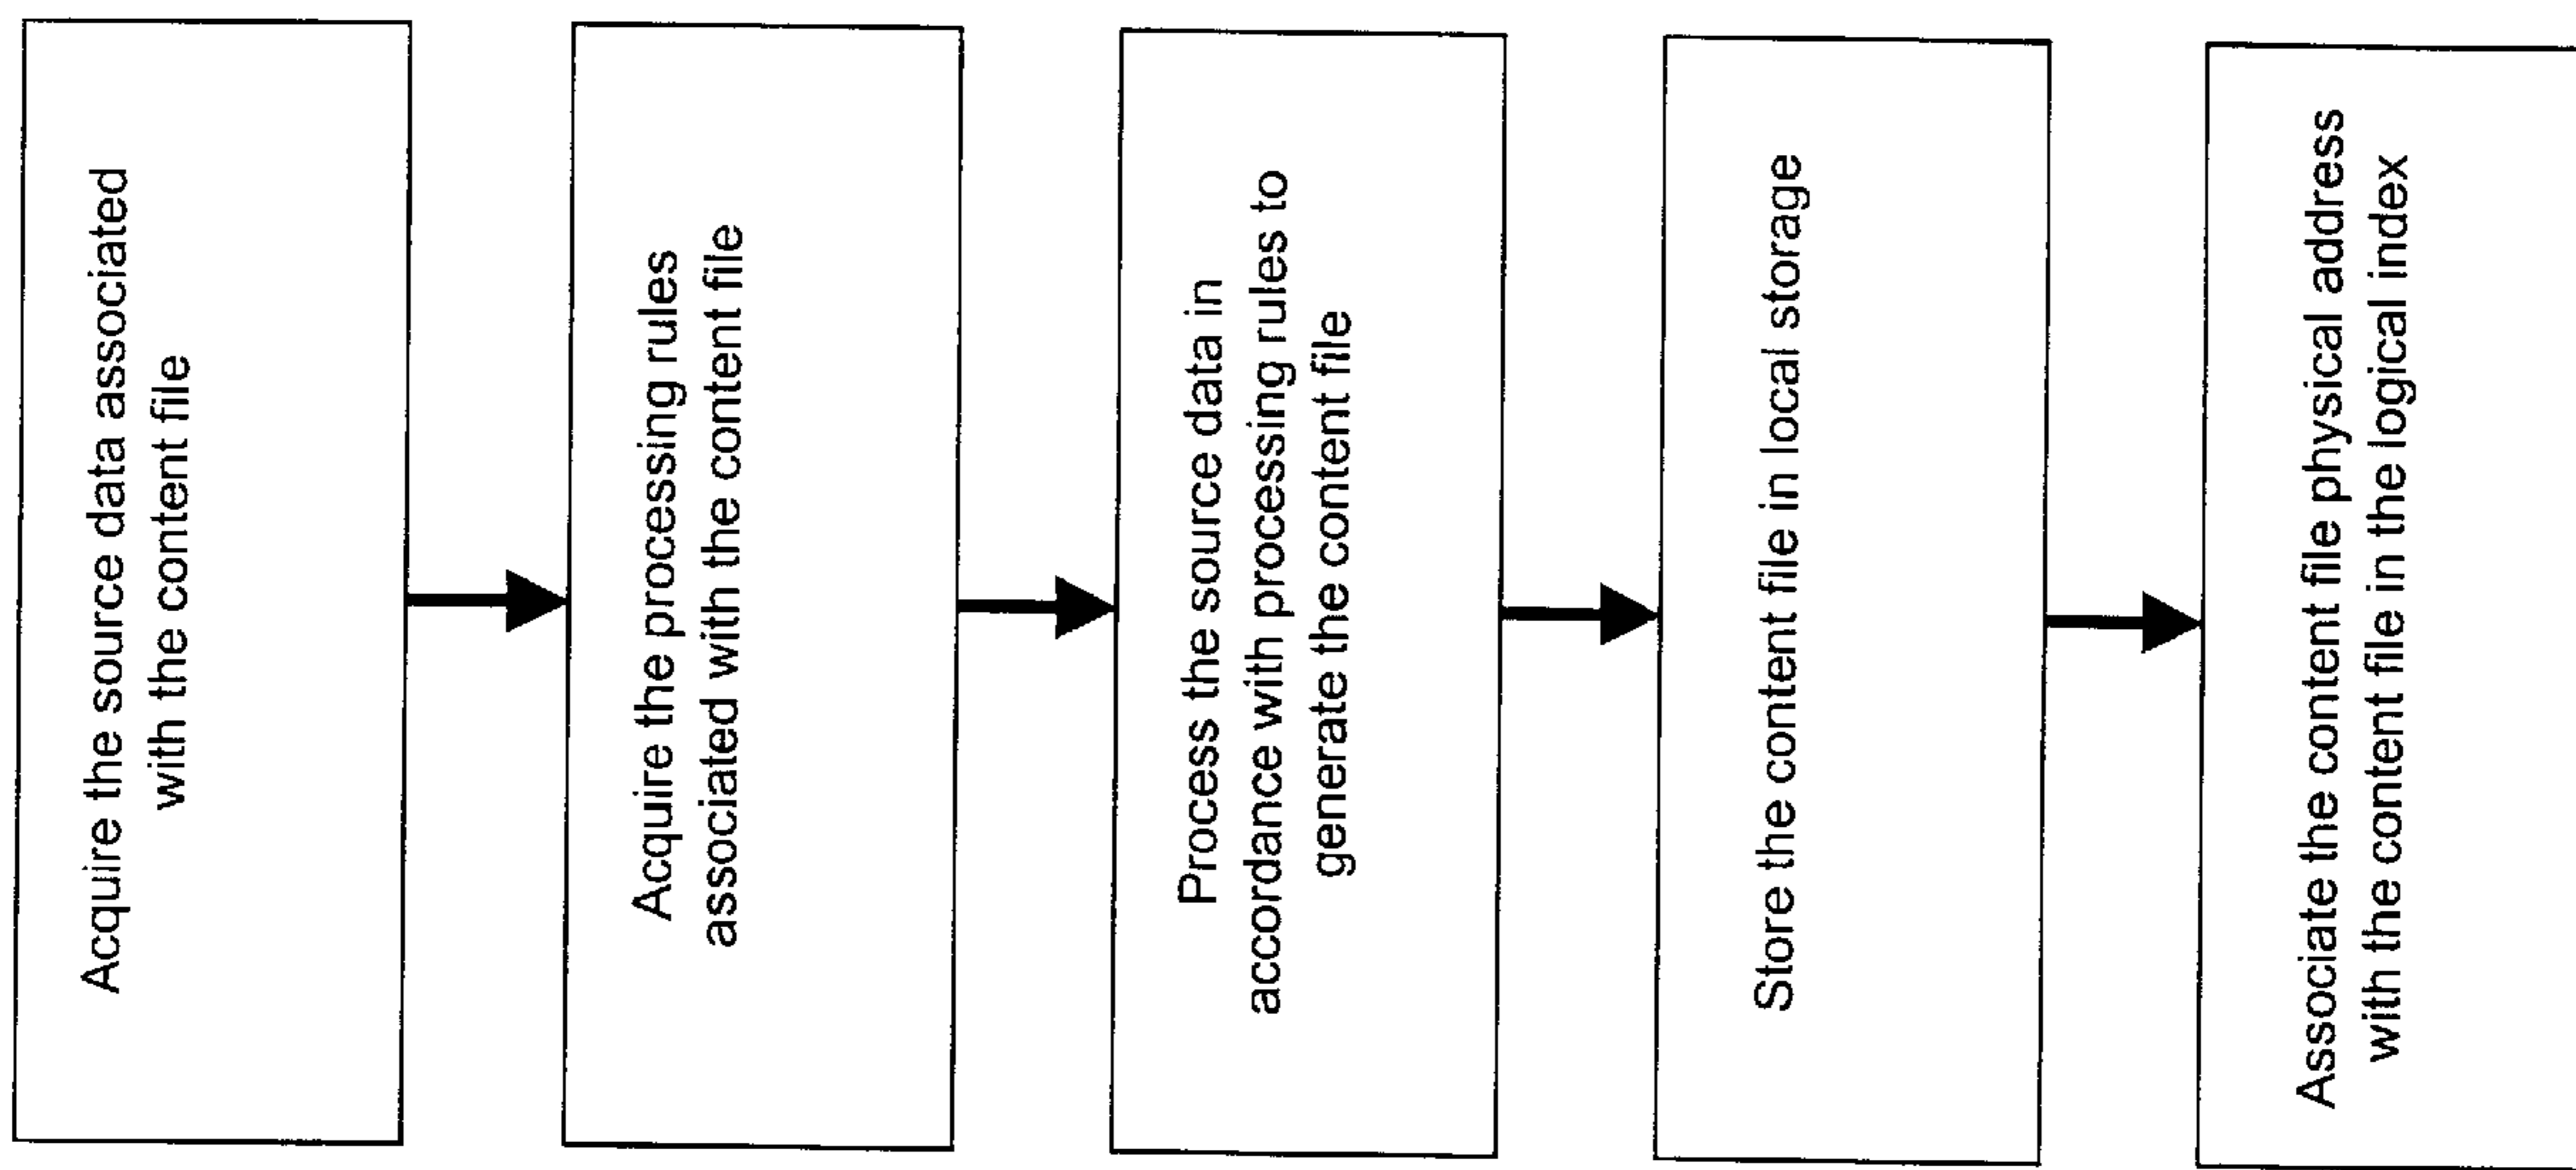 Acquire the source data associated
with the content file
Acquire the processing rules
associated with the content file
Process the source data in
accordance with processing rules to
generate the content file
Store the content file in local storage
Associate the content file physical address
with the content file in the logical index